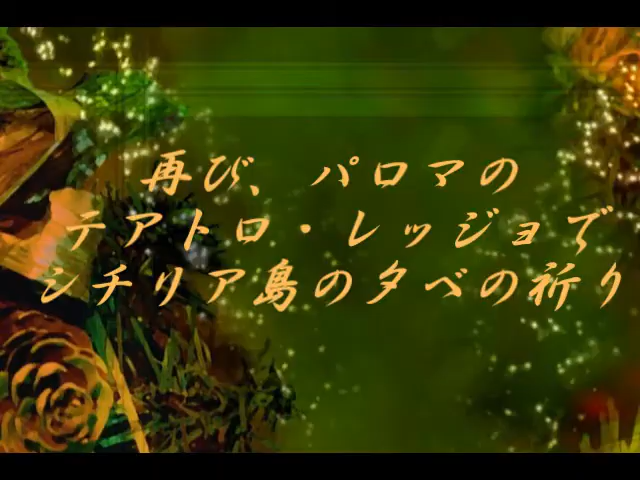 再び、パロマの
テアトロ・レッジョで
シチリア島の夕べの祈り